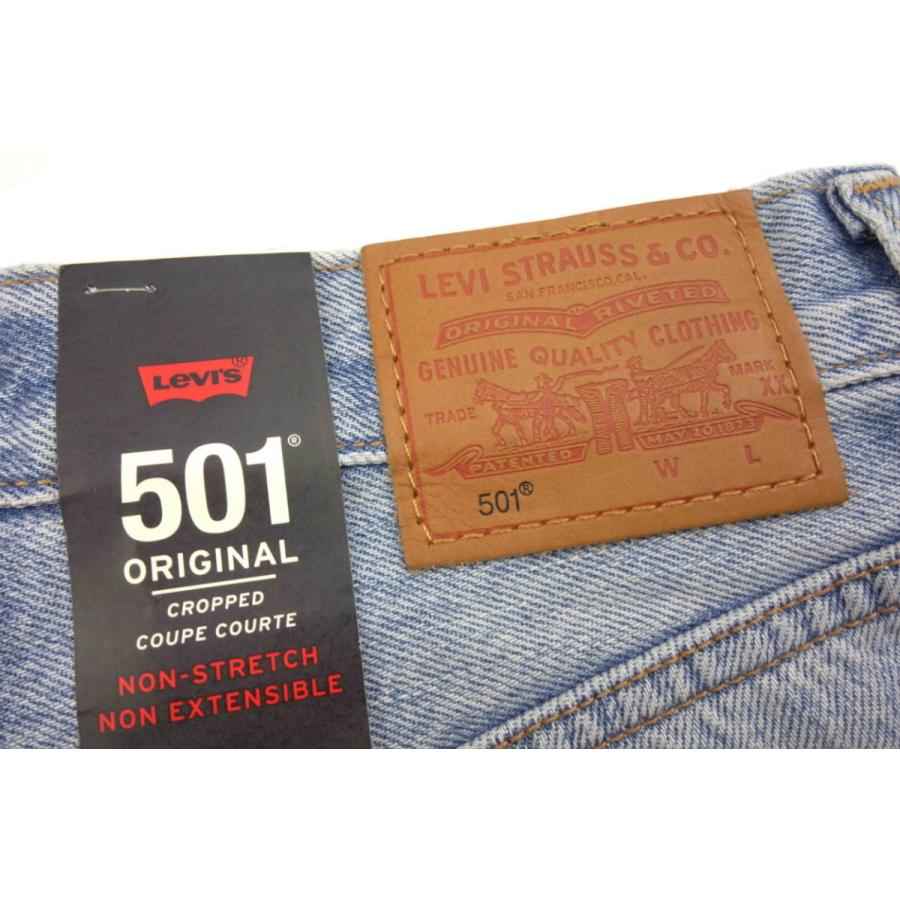 Levi's®
501®
ORIGINAL
CROPPED
COUPE COURTE
NON-STRETCH
NON EXTENSIBLE
LEVI STRAUSS & CO.
SAN FRANCISCO, CAL.
ORIGINAL RIVETED
GENUINE QUALITY CLOTHING
TRADE MARK XX
PATENTED MAY 20 1873
W L
501®